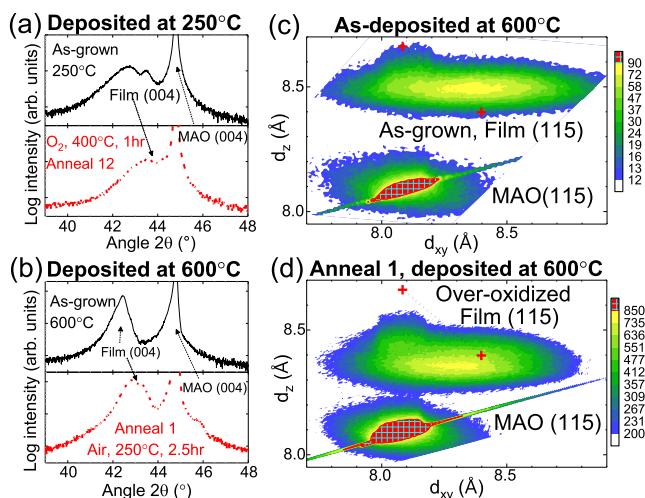 (a) Deposited at 250°C
As-grown
250°C
Film (004)
MAO (004)
O2, 400°C, 1hr
Anneal 12
Log intensity (arb. units)
40 42 44 46 48
Angle 2θ (°)
(b) Deposited at 600°C
As-grown
600°C
Film (004)
MAO (004)
Anneal 1
Air, 250°C, 2.5hr
Log intensity (arb. units)
40 42 44 46 48
Angle 2θ (°)
(c) As-deposited at 600°C
As-grown, Film (115)
MAO(115)
8.5
8.0
dz (Å)
8.0 8.5
dxy (Å)
90
72
58
47
37
30
24
19
16
13
12
(d) Anneal 1, deposited at 600°C
Over-oxidized
Film (115)
MAO (115)
8.5
8.0
dz (Å)
8.0 8.5
dxy (Å)
850
735
636
551
477
412
357
309
267
231
200